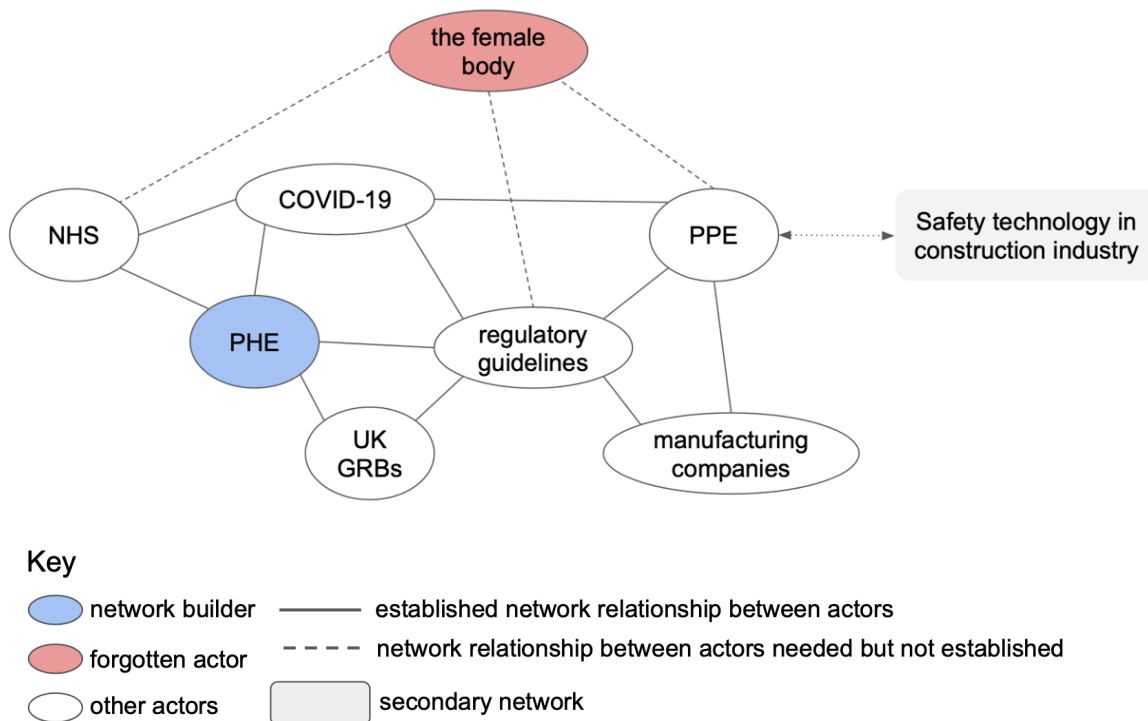 the female
body
COVID-19
NHS
PPE
Safety technology in
construction industry
PHE
regulatory
guidelines
UK
GRBs
manufacturing
companies
Key
network builder
established network relationship between actors
forgotten actor
network relationship between actors needed but not established
other actors
secondary network